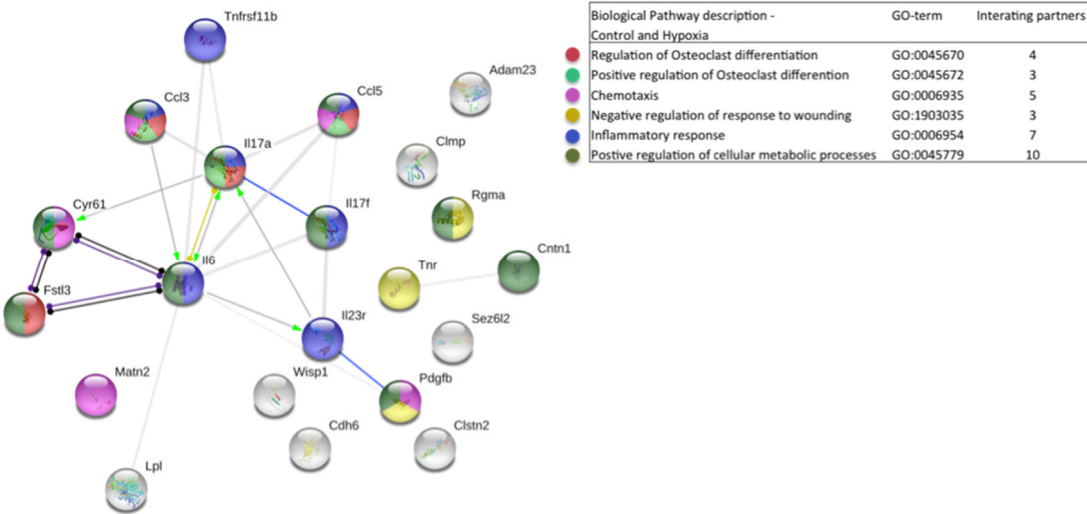 Tnfrsf11b
Adam23
Ccl3
Ccl5
Clmp
Il17a
Rgma
Cyr61
Il17f
Cntn1
Il6
Tnr
Fstl3
Il23r
Sez6l2
Matn2
Wisp1
Pdgfb
Cdh6
Clstn2
Lpl
Biological Pathway description - GO-term Interating partners
Control and Hypoxia
Regulation of Osteoclast differentiation GO:0045670 4
Positive regulation of Osteoclast differention GO:0045672 3
Chemotaxis GO:0006935 5
Negative regulation of response to wounding GO:1903035 3
Inflammatory response GO:0006954 7
Postive regulation of cellular metabolic processes GO:0045779 10